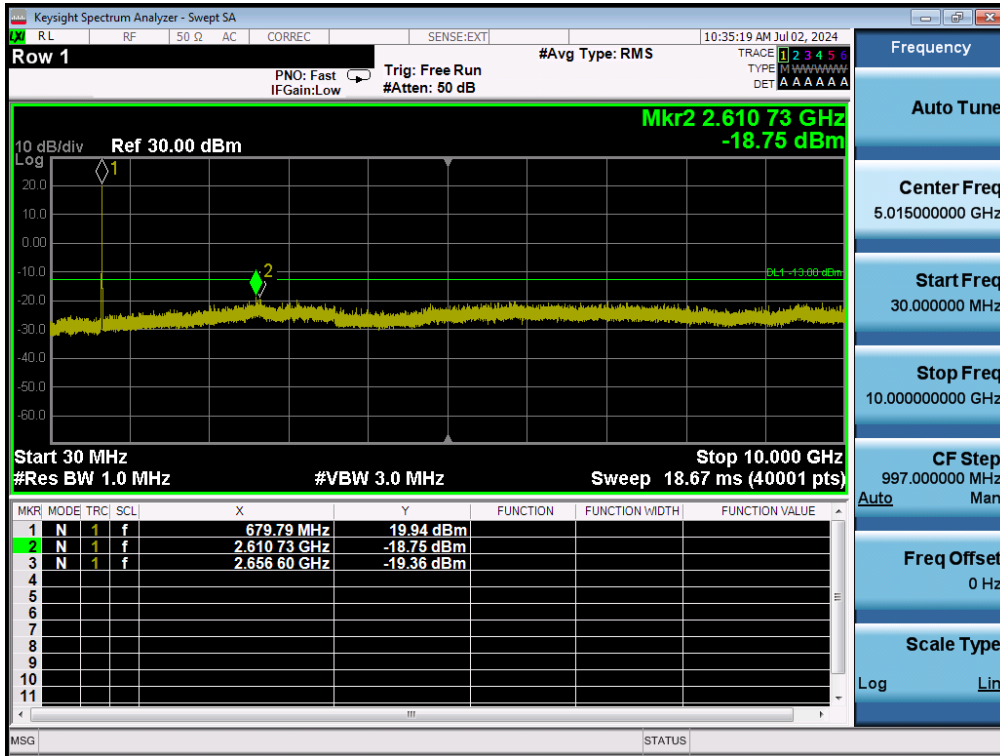 Keysight Spectrum Analyzer - Swept SA
LXI RL RF 50 Ω AC CORREC SENSE:EXT 10:35:19 AM Jul 02, 2024
Row 1
PNO: Fast
IFGain:Low
Trig: Free Run
#Atten: 50 dB
#Avg Type: RMS
TRACE 1 2 3 4 5 6
TYPE M W W W W W
DET A A A A A A
Mkr2 2.610 73 GHz
-18.75 dBm
10 dB/div Ref 30.00 dBm
Log
1
20.0
10.0
0.00
2
-10.0
DL1 -13.00 dBm
-20.0
-30.0
-40.0
-50.0
-60.0
Start 30 MHz Stop 10.000 GHz
#Res BW 1.0 MHz #VBW 3.0 MHz Sweep 18.67 ms (40001 pts)
MKR MODE TRC SCL X Y FUNCTION FUNCTION WIDTH FUNCTION VALUE
1 N 1 f 679.79 MHz 19.94 dBm
2 N 1 f 2.610 73 GHz -18.75 dBm
3 N 1 f 2.656 60 GHz -19.36 dBm
4
5
6
7
8
9
10
11
MSG STATUS
Frequency
Auto Tune
Center Freq
5.015000000 GHz
Start Freq
30.000000 MHz
Stop Freq
10.000000000 GHz
CF Step
997.000000 MHz
Auto Man
Freq Offset
0 Hz
Scale Type
Log Lin